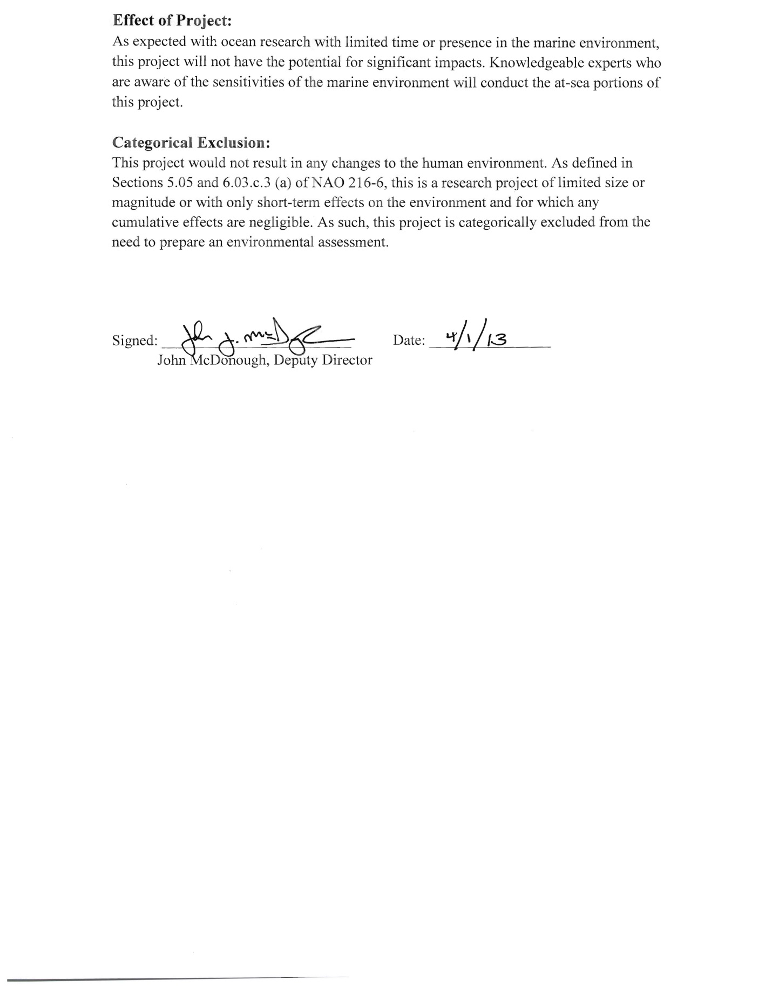 Effect of Project:
As expected with ocean research with limited time or presence in the marine environment,
this project will not have the potential for significant impacts. Knowledgeable experts who
are aware of the sensitivities of the marine environment will conduct the at-sea portions of
this project.
Categorical Exclusion:
This project would not result in any changes to the human environment. As defined in
Sections 5.05 and 6.03.c.3 (a) of NAO 216-6, this is a research project of limited size or
magnitude or with only short-term effects on the environment and for which any
cumulative effects are negligible. As such, this project is categorically excluded from the
need to prepare an environmental assessment.
Signed: John J. Date: 4/1/13
John McDonough, Deputy Director